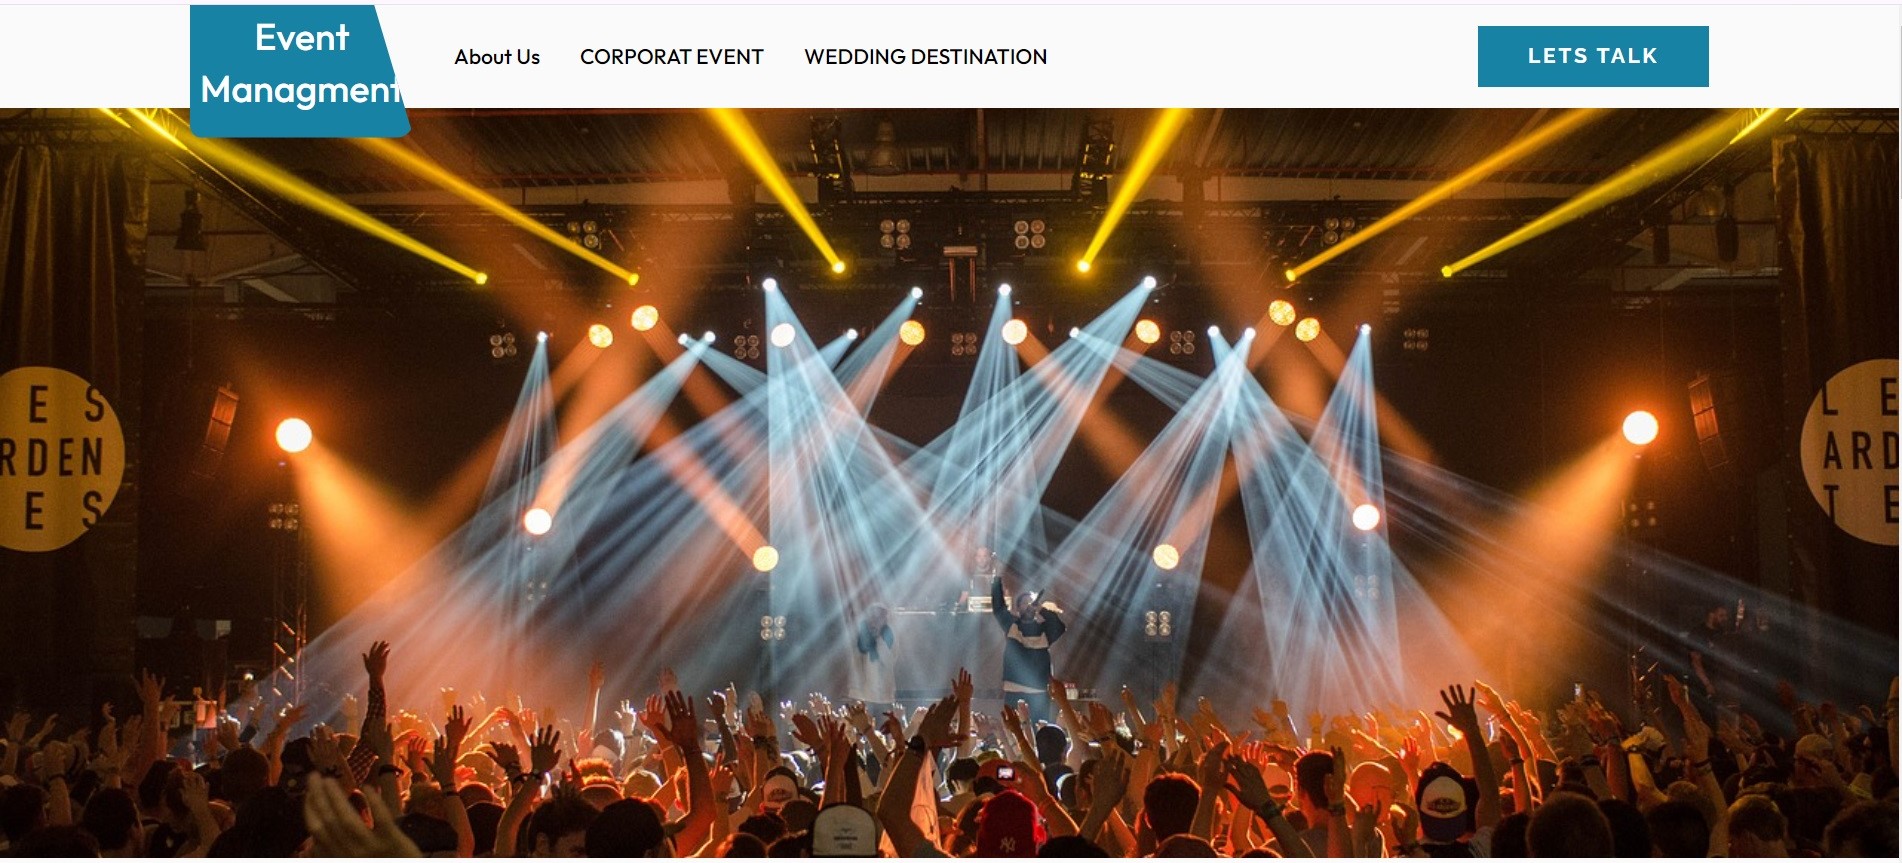 Event
Managment
About Us
CORPORAT EVENT
WEDDING DESTINATION
LETS TALK
E S
RDEN
E S
L E
ARD
T E